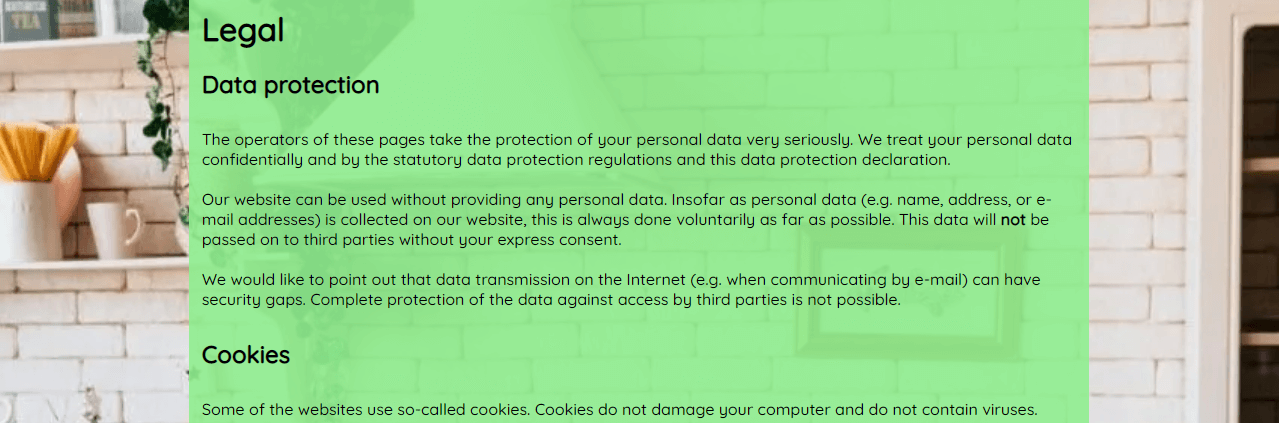 TEA
Legal
Data protection
The operators of these pages take the protection of your personal data very seriously. We treat your personal data
confidentially and by the statutory data protection regulations and this data protection declaration.
Our website can be used without providing any personal data. Insofar as personal data (e.g. name, address, or e-
mail addresses) is collected on our website, this is always done voluntarily as far as possible. This data will not be
passed on to third parties without your express consent.
We would like to point out that data transmission on the Internet (e.g. when communicating by e-mail) can have
security gaps. Complete protection of the data against access by third parties is not possible.
Cookies
Some of the websites use so-called cookies. Cookies do not damage your computer and do not contain viruses.